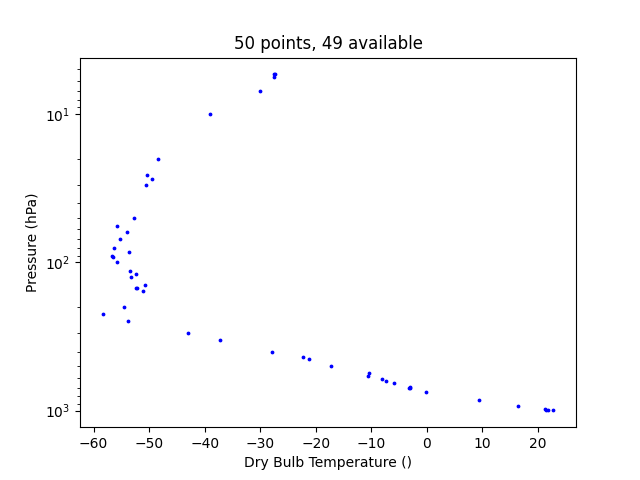 50 points, 49 available
10¹
10²
10³
Pressure (hPa)
−60 −50 −40 −30 −20 −10 0 10 20
Dry Bulb Temperature ()